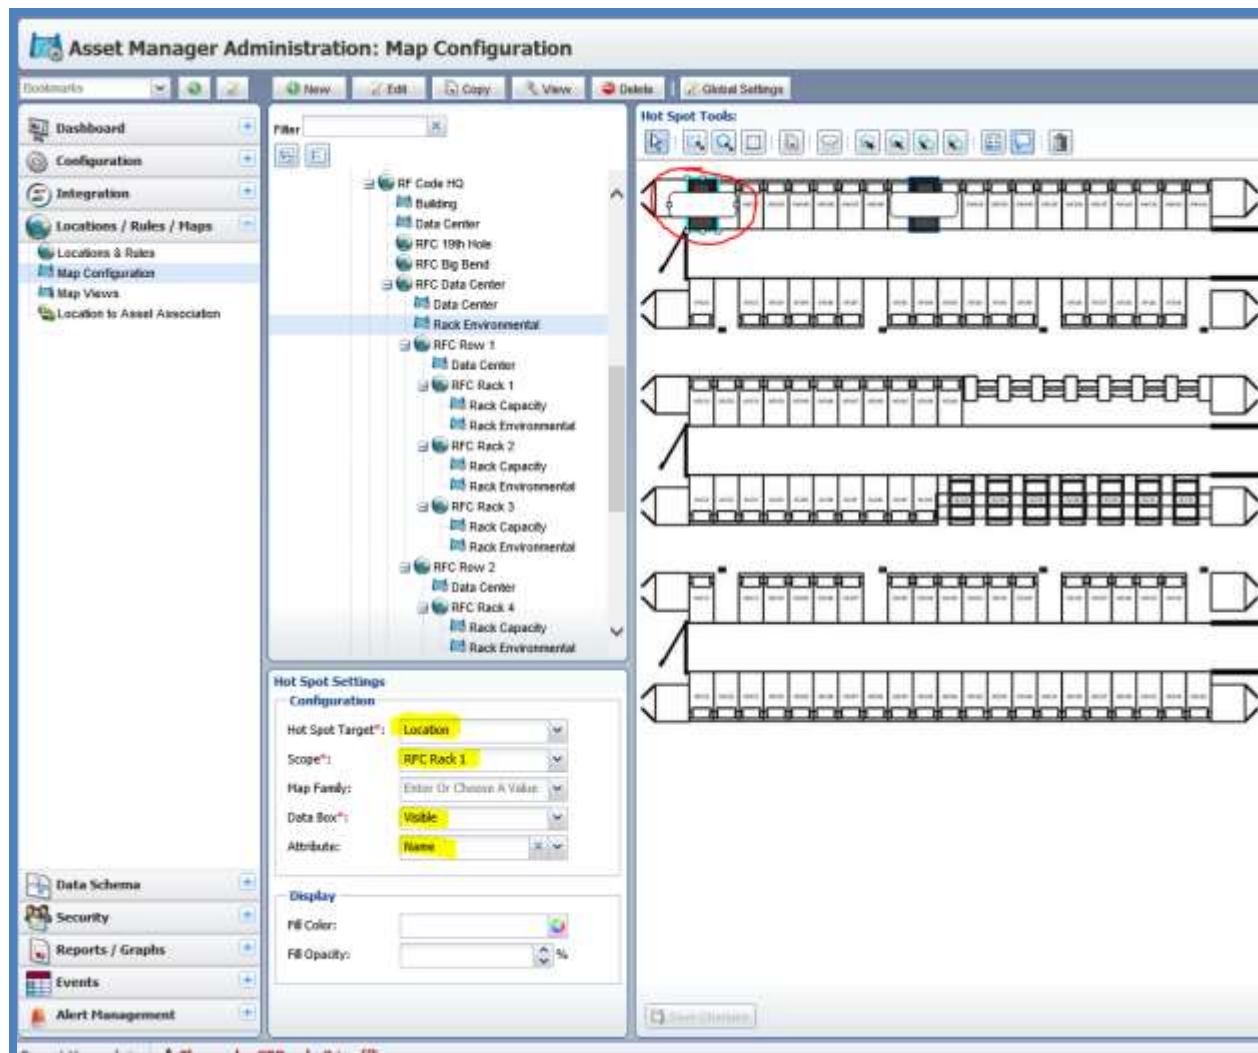 Asset Manager Administration: Map Configuration
Bookmarks
New Edit Copy View Delete Global Settings
Dashboard
Configuration
Integration
Locations / Rules / Maps
Locations & Rules
Map Configuration
Map Views
Location to Asset Association
Data Schema
Security
Reports / Graphs
Events
Alert Management
Filter
RF Code HQ
Building
Data Center
RFC 19th Hole
RFC Big Bend
RFC Data Center
Data Center
Rack Environmental
RFC Row 1
Data Center
RFC Rack 1
Rack Capacity
Rack Environmental
RFC Rack 2
Rack Capacity
Rack Environmental
RFC Rack 3
Rack Capacity
Rack Environmental
RFC Row 2
Data Center
RFC Rack 4
Rack Capacity
Rack Environmental
Hot Spot Settings
Configuration
Hot Spot Target*: Location
Scope*: RFC Rack 1
Map Family: Enter Or Choose A Value
Data Box*: Visible
Attribute: Name
Display
Fill Color:
Fill Opacity: %
Hot Spot Tools:
Save Changes